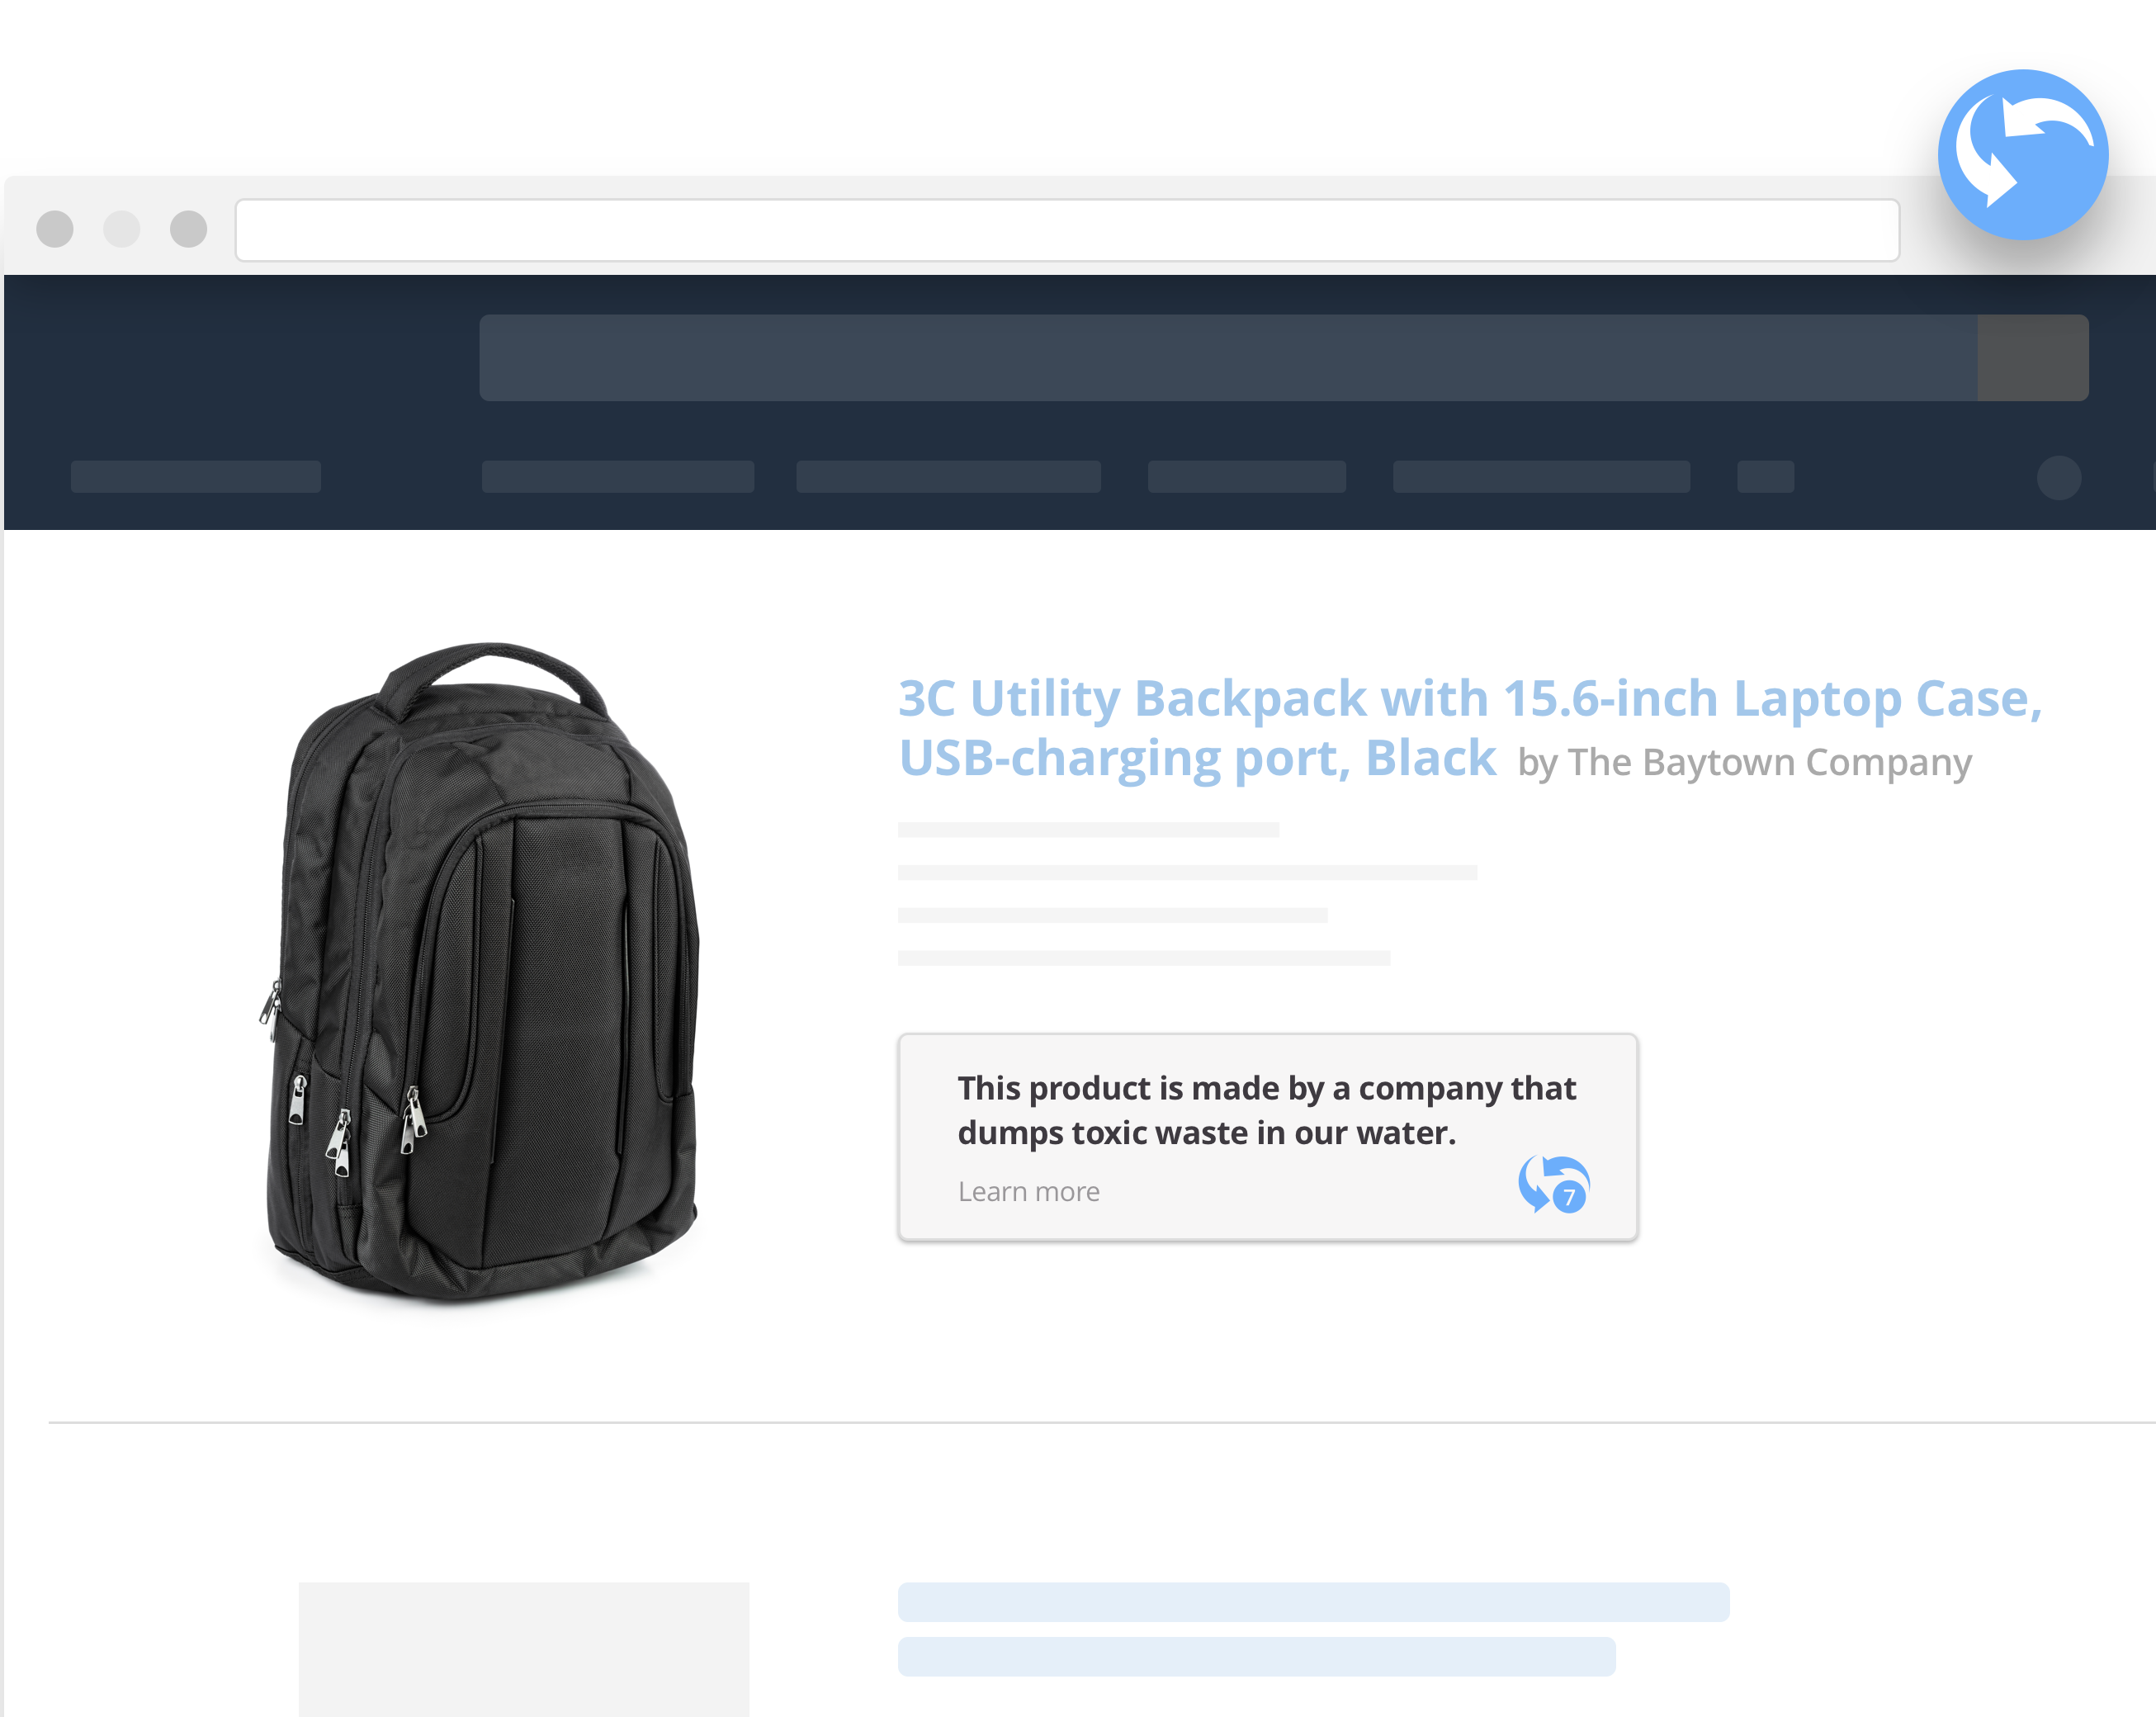 3C Utility Backpack with 15.6-inch Laptop Case,
USB-charging port, Black by The Baytown Company
This product is made by a company that
dumps toxic waste in our water.
Learn more
7